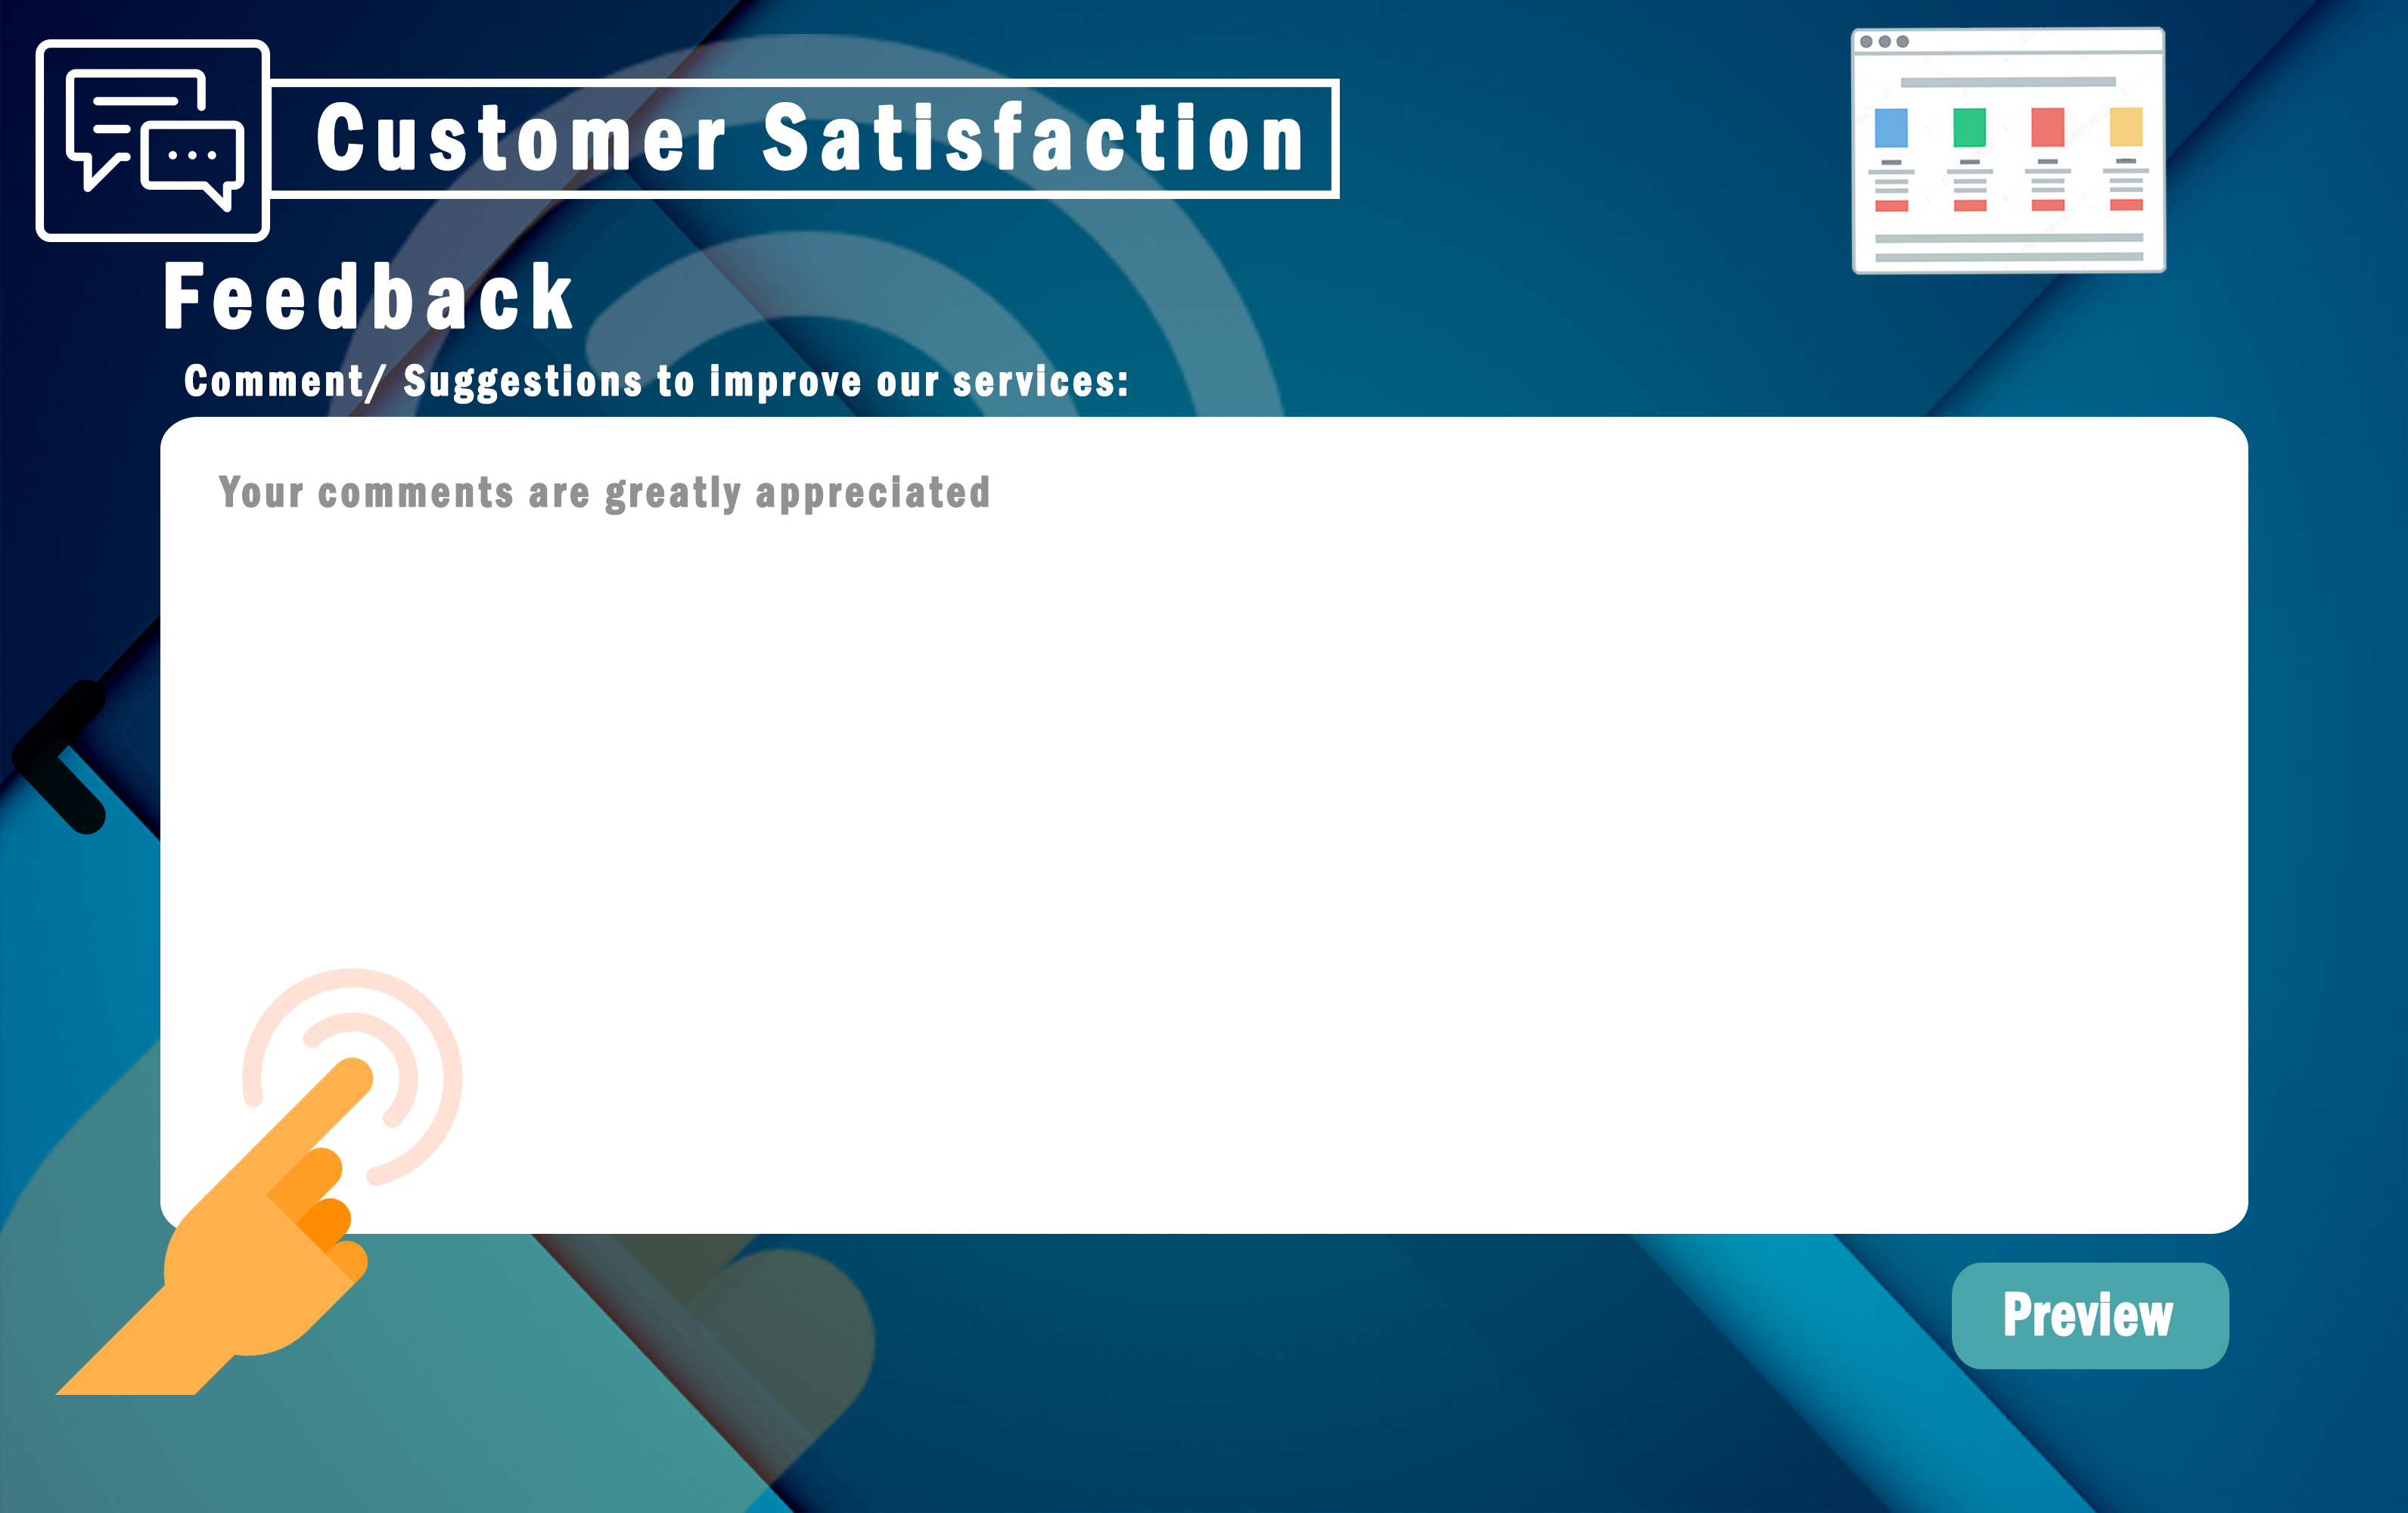 Customer Satisfaction
Feedback
Comment/ Suggestions to improve our services:
Your comments are greatly appreciated
Preview